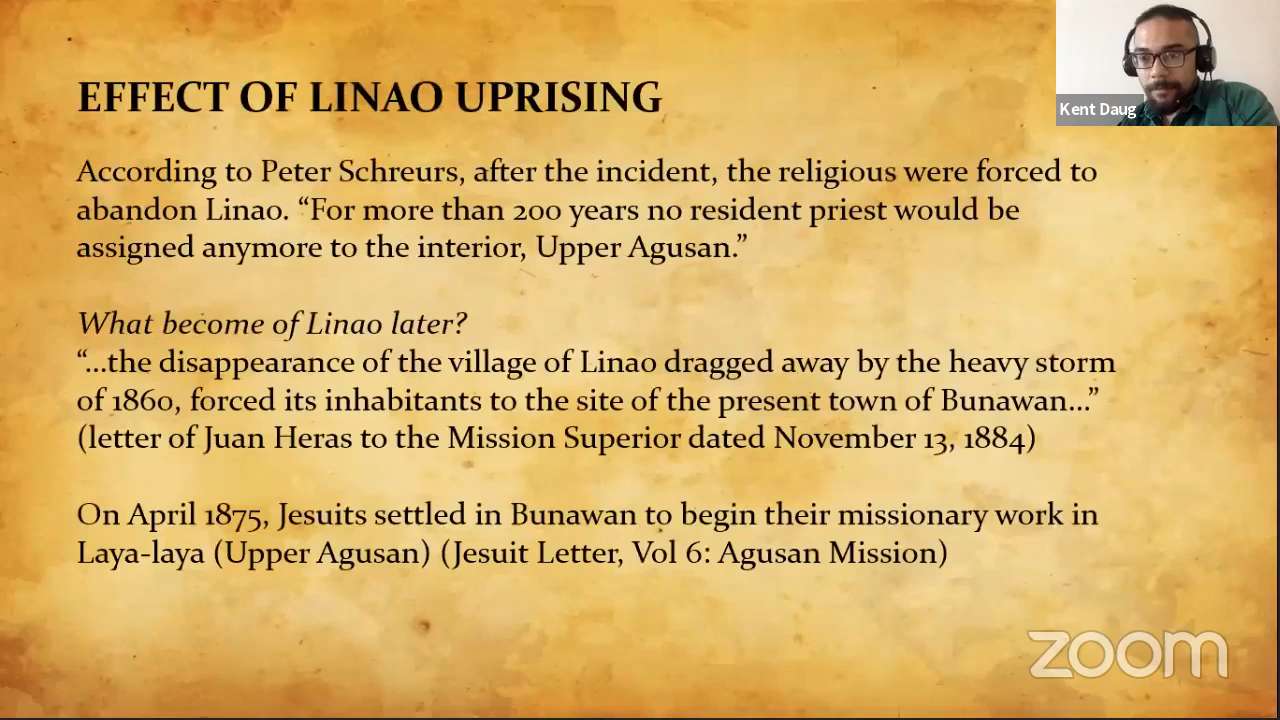 EFFECT OF LINAO UPRISING
According to Peter Schreurs, after the incident, the religious were forced to
abandon Linao. “For more than 200 years no resident priest would be
assigned anymore to the interior, Upper Agusan.”
What become of Linao later?
“...the disappearance of the village of Linao dragged away by the heavy storm
of 1860, forced its inhabitants to the site of the present town of Bunawan...”
(letter of Juan Heras to the Mission Superior dated November 13, 1884)
On April 1875, Jesuits settled in Bunawan to begin their missionary work in
Laya-laya (Upper Agusan) (Jesuit Letter, Vol 6: Agusan Mission)
Kent Daug
zoom